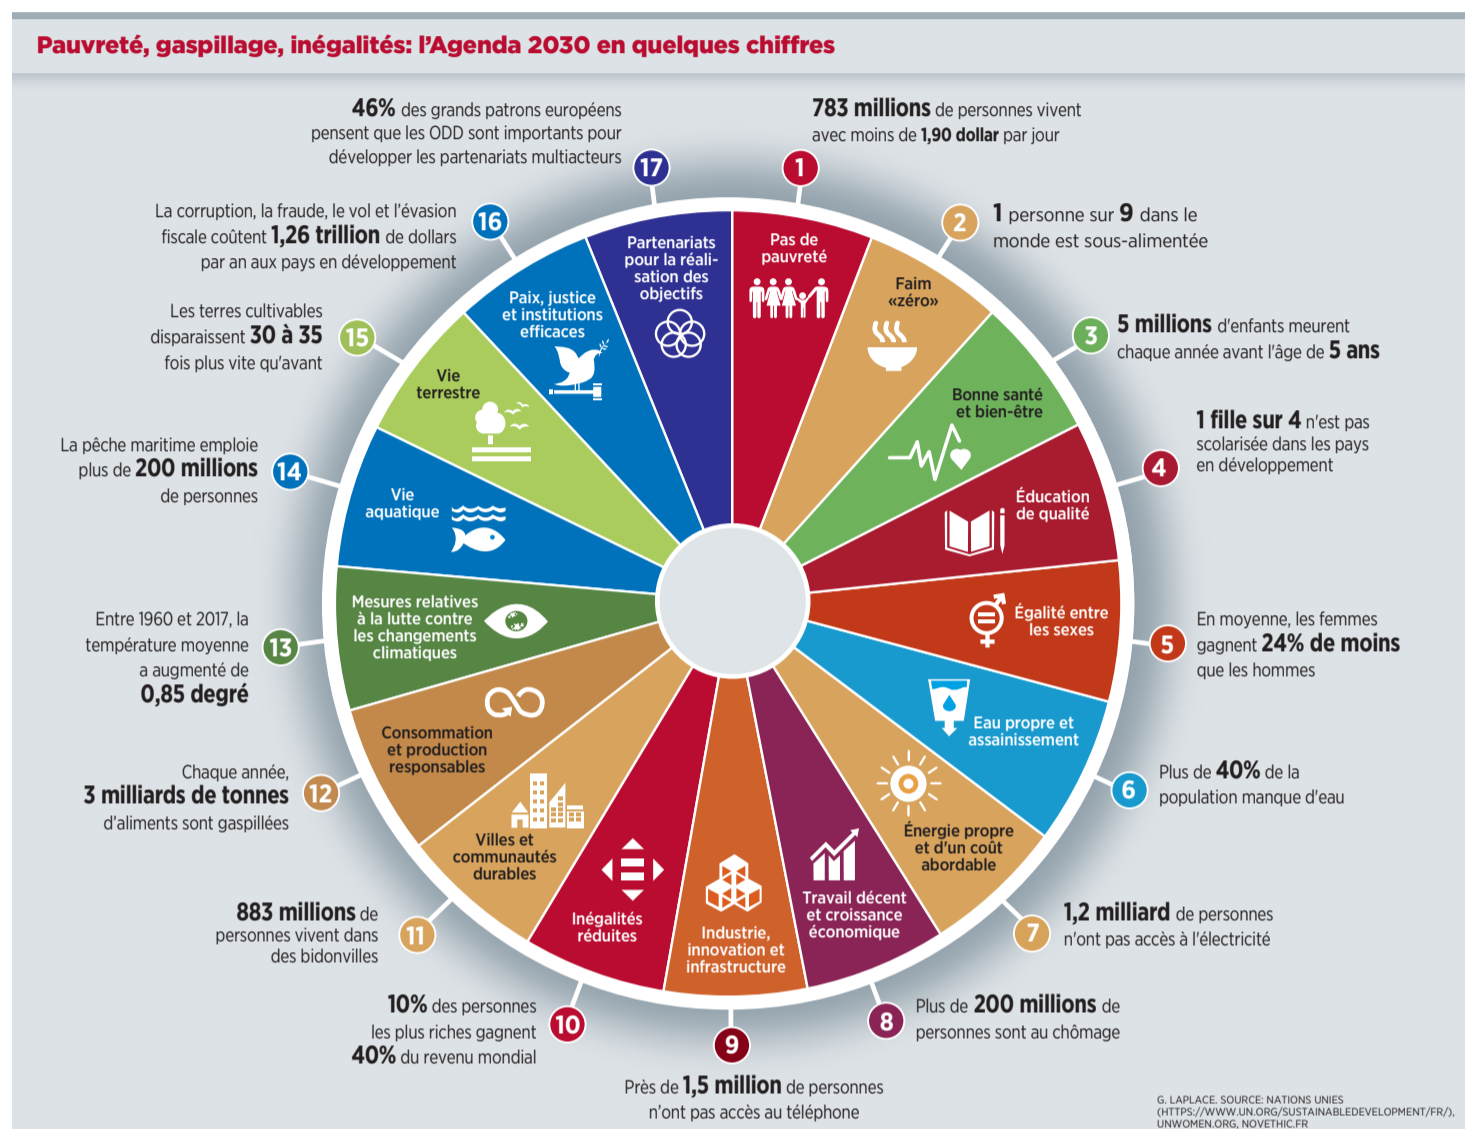 Pauvreté, gaspillage, inégalités: l'Agenda 2030 en quelques chiffres
46% des grands patrons européens
pensent que les ODD sont importants pour
développer les partenariats multiacteurs
17
783 millions de personnes vivent
avec moins de 1,90 dollar par jour
1
La corruption, la fraude, le vol et l'évasion
fiscale coûtent 1,26 trillion de dollars
par an aux pays en développement
16
2
1 personne sur 9 dans le
monde est sous-alimentée
Les terres cultivables
disparaissent 30 à 35
fois plus vite qu'avant
15
3
5 millions d'enfants meurent
chaque année avant l'âge de 5 ans
La pêche maritime emploie
plus de 200 millions
de personnes
14
4
1 fille sur 4 n'est pas
scolarisée dans les pays
en développement
Entre 1960 et 2017, la
température moyenne
a augmenté de
0,85 degré
13
5
En moyenne, les femmes
gagnent 24% de moins
que les hommes
Chaque année,
3 milliards de tonnes
d'aliments sont gaspillées
12
6
Plus de 40% de la
population manque d'eau
883 millions de
personnes vivent dans
des bidonvilles
11
7
1,2 milliard de personnes
n'ont pas accès à l'électricité
10% des personnes
les plus riches gagnent
40% du revenu mondial
10
8
Plus de 200 millions de
personnes sont au chômage
9
Près de 1,5 million de personnes
n'ont pas accès au téléphone
Pas de
pauvreté
Faim
«zéro»
Bonne santé
et bien-être
Éducation
de qualité
Égalité entre
les sexes
Eau propre et
assainissement
Énergie propre
et d'un coût
abordable
Travail décent
et croissance
économique
Industrie,
innovation et
infrastructure
Inégalités
réduites
Villes et
communautés
durables
Consommation
et production
responsables
Mesures relatives
à la lutte contre
les changements
climatiques
Vie
aquatique
Vie
terrestre
Paix, justice
et institutions
efficaces
Partenariats
pour la réali-
sation des
objectifs
G. LAPLACE. SOURCE: NATIONS UNIES
(HTTPS://WWW.UN.ORG/SUSTAINABLEDEVELOPMENT/FR/),
UNWOMEN.ORG, NOVETHIC.FR